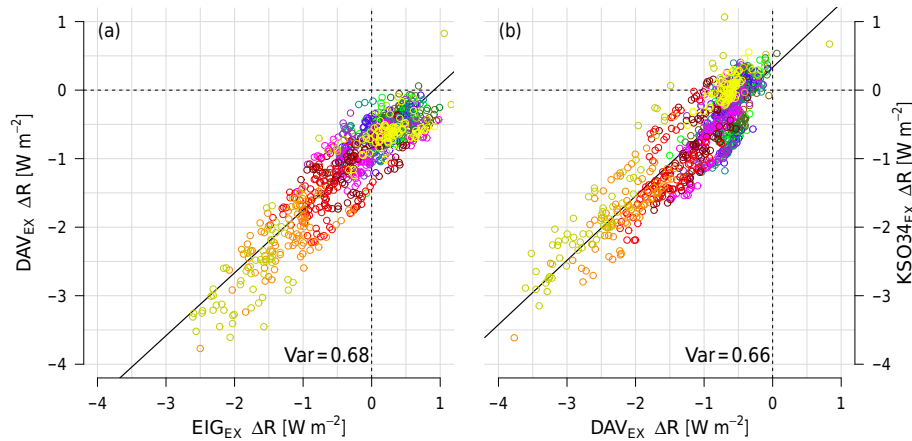 (a)
1
0
−1
−2
−3
−4
DAV_EX ΔR [W m⁻²]
Var = 0.68
−4 −3 −2 −1 0 1
EIG_EX ΔR [W m⁻²]
(b)
1
0
−1
−2
−3
−4
KSO34_EX ΔR [W m⁻²]
Var = 0.66
−4 −3 −2 −1 0 1
DAV_EX ΔR [W m⁻²]